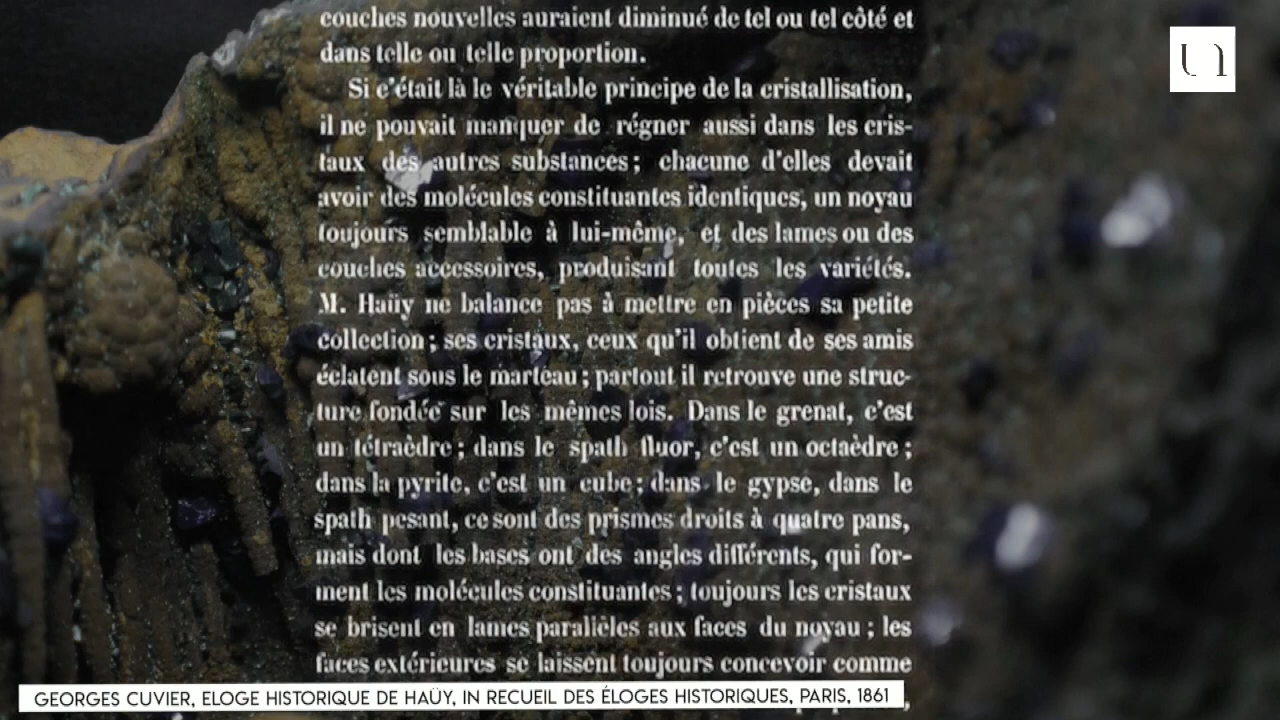 couches nouvelles auraient diminué de tel ou tel côté et
dans telle ou telle proportion.
Si c'était là le véritable principe de la cristallisation,
il ne pouvait manquer de régner aussi dans les cris-
taux des autres substances; chacune d'elles devait
avoir des molécules constituantes identiques, un noyau
toujours semblable à lui-même, et des lames ou des
couches accessoires, produisant toutes les variétés.
M. Haüy ne balance pas à mettre en pièces sa petite
collection; ses cristaux, ceux qu'il obtient de ses amis
éclatent sous le marteau; partout il retrouve une struc-
ture fondée sur les mêmes lois. Dans le grenat, c'est
un tétraèdre; dans le spath fluor, c'est un octaèdre;
dans la pyrite, c'est un cube; dans le gypse, dans le
spath pesant, ce sont des prismes droits à quatre pans,
mais dont les bases ont des angles différents, qui for-
ment les molécules constituantes; toujours les cristaux
se brisent en lames parallèles aux faces du noyau; les
faces extérieures se laissent toujours concevoir comme
GEORGES CUVIER, ELOGE HISTORIQUE DE HAÜY, IN RECUEIL DES ÉLOGES HISTORIQUES, PARIS, 1861